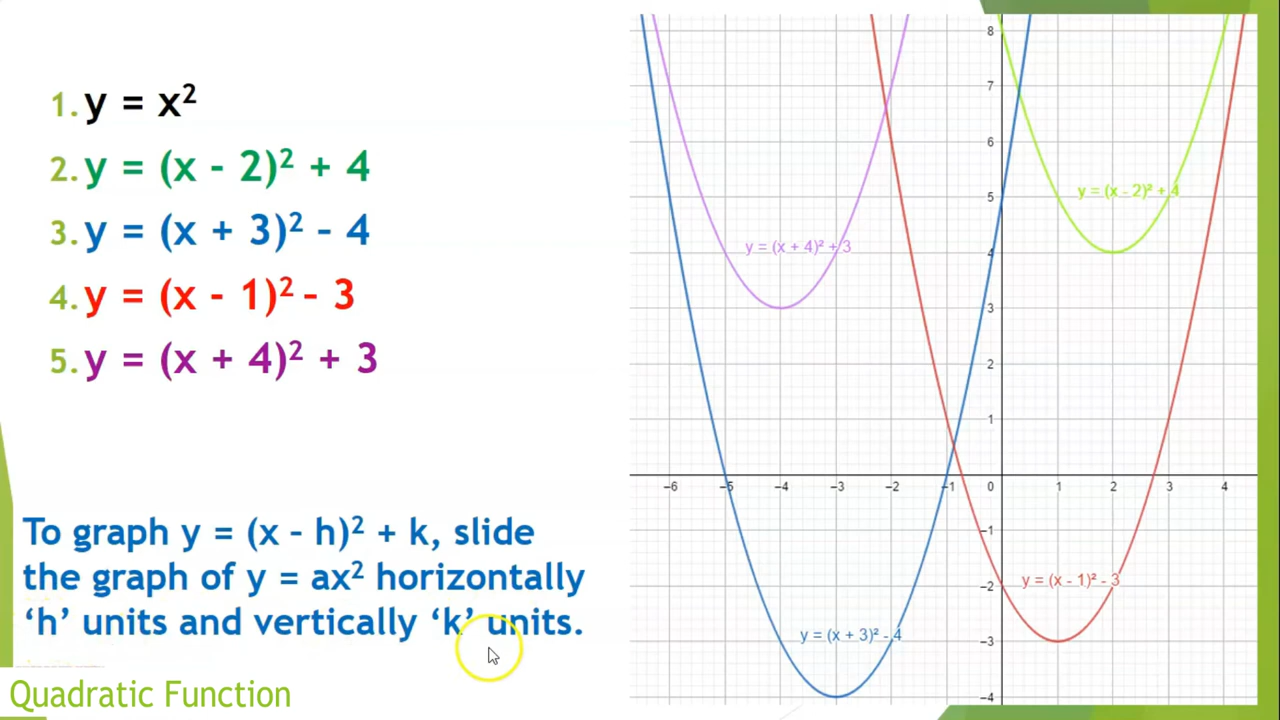 1. y = x²
2. y = (x - 2)² + 4
3. y = (x + 3)² - 4
4. y = (x - 1)² - 3
5. y = (x + 4)² + 3
To graph y = (x – h)² + k, slide
the graph of y = ax² horizontally
‘h’ units and vertically ‘k’ units.
Quadratic Function
8
7
6
5
4
3
2
1
0
−1
−2
−3
−4
−6 −5 −4 −3 −2 −1 1 2 3 4
y = (x - 2)² + 4
y = (x + 4)² + 3
y = (x - 1)² - 3
y = (x + 3)² - 4